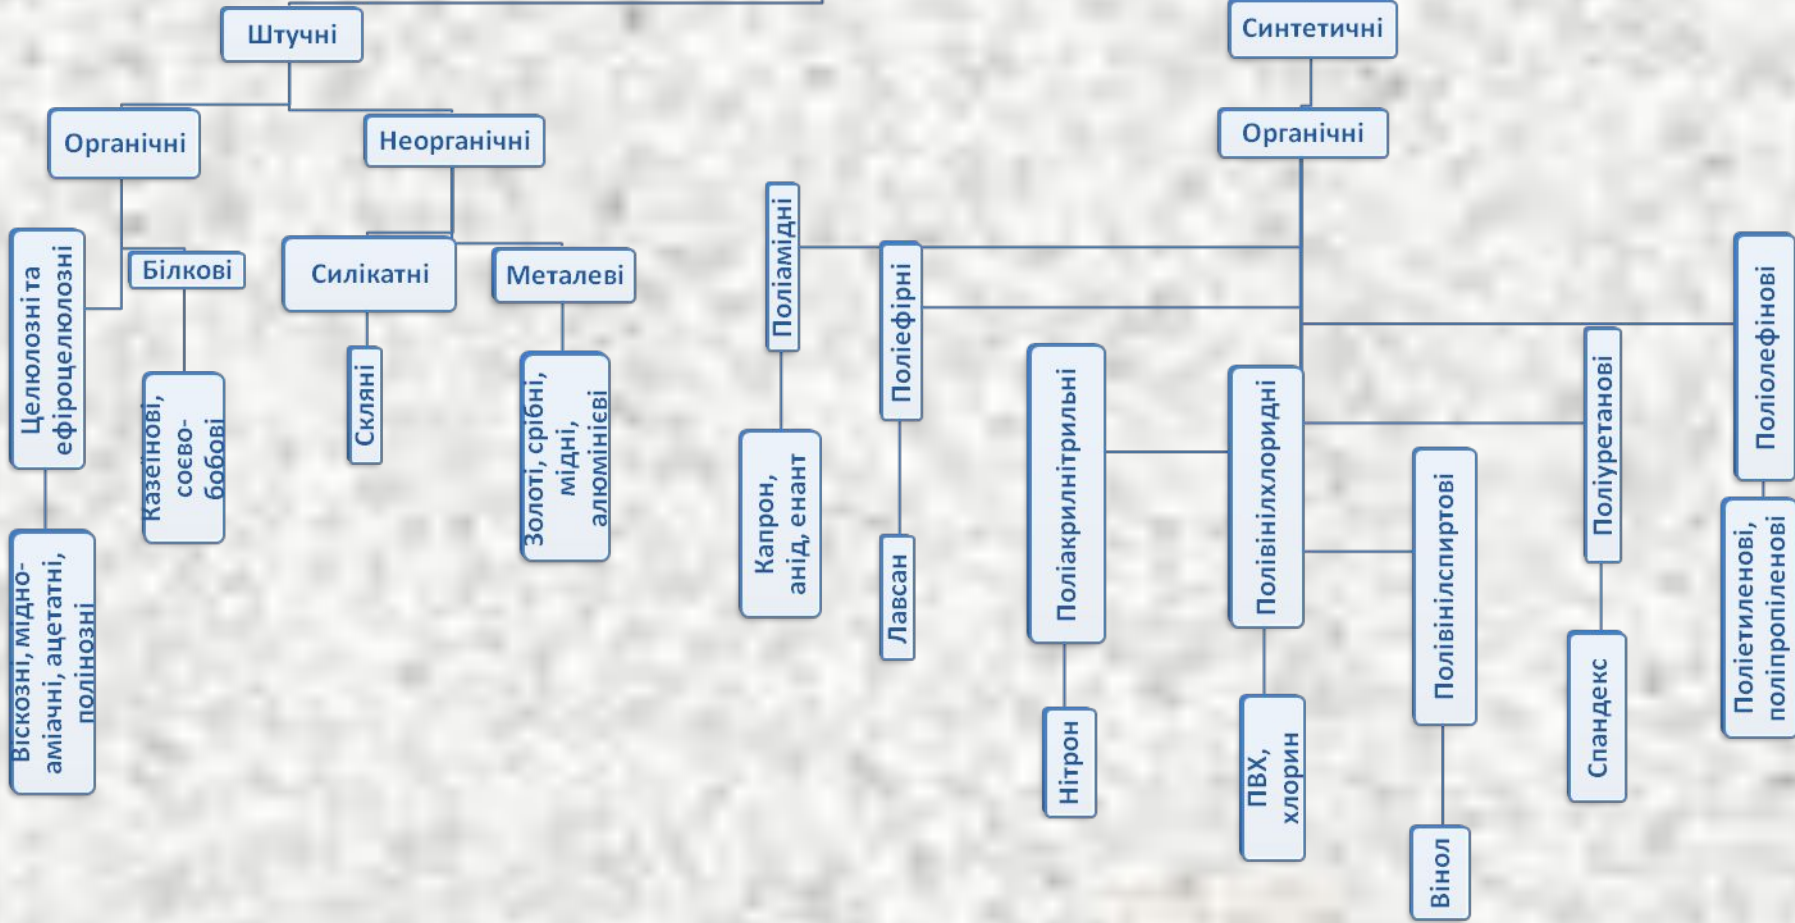 Штучні
Синтетичні
Органічні
Неорганічні
Органічні
Целюлозні та
ефіроцелюлозні
Білкові
Силікатні
Металеві
Поліамідні
Поліефірні
Поліакрилнітрильні
Полівінілхлоридні
Полівінілспиртові
Поліуретанові
Поліолефінові
Віскозні, мідно-
аміачні, ацетатні,
полінозні
Казеїнові,
соєво-
бобові
Скляні
Золоті, срібні,
мідні,
алюмінієві
Капрон,
анід, енант
Лавсан
Нітрон
ПВХ,
хлорин
Вінол
Спандекс
Поліетиленові,
поліпропіленові